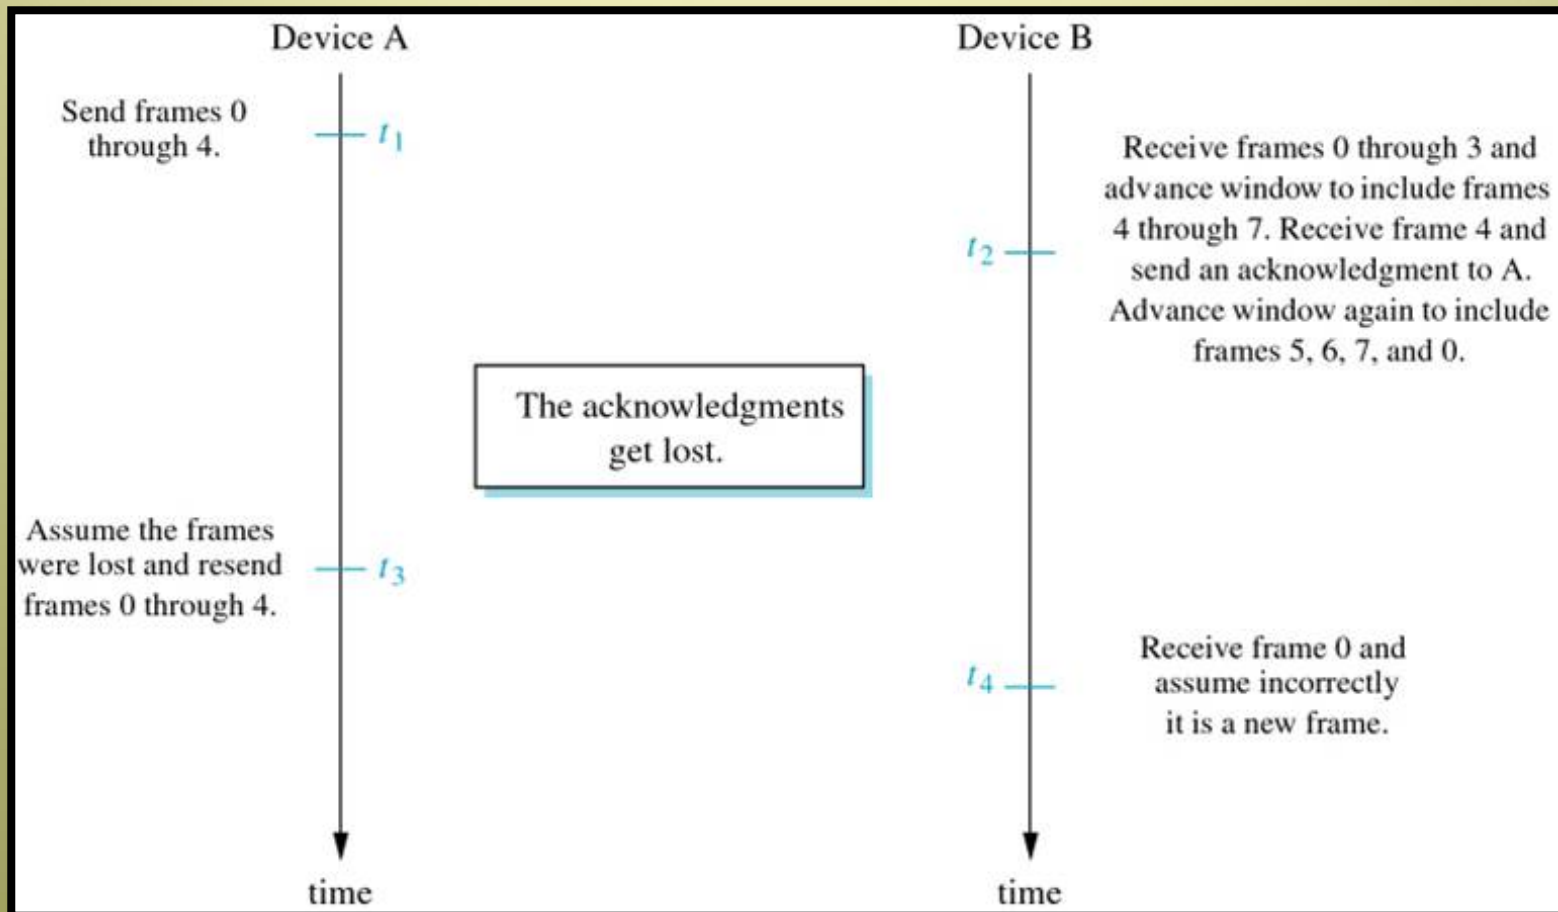 Device A
Device B
Send frames 0
through 4.
t1
Receive frames 0 through 3 and
advance window to include frames
4 through 7. Receive frame 4 and
send an acknowledgment to A.
Advance window again to include
frames 5, 6, 7, and 0.
t2
The acknowledgments
get lost.
Assume the frames
were lost and resend
frames 0 through 4.
t3
t4
Receive frame 0 and
assume incorrectly
it is a new frame.
time
time